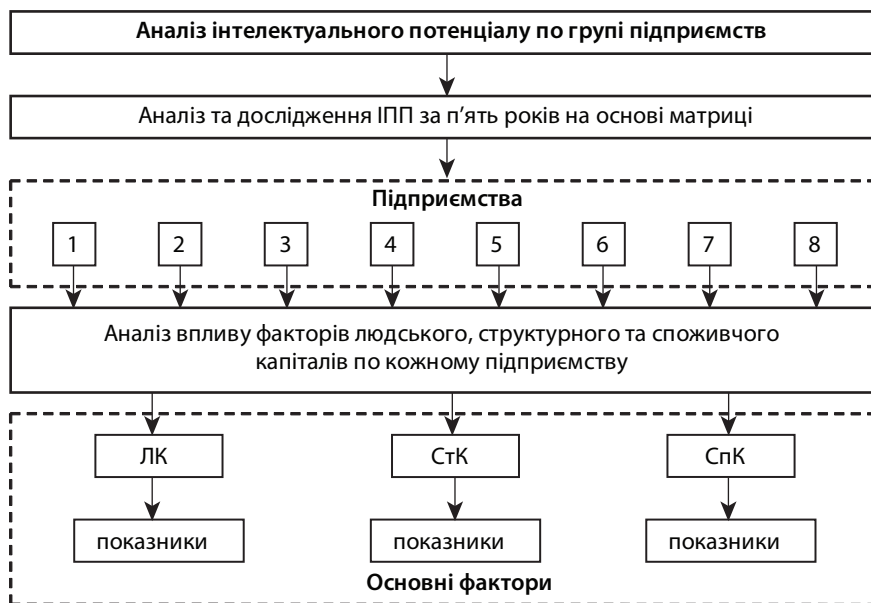 Аналіз інтелектуального потенціалу по групі підприємств
Аналіз та дослідження ІПП за п’ять років на основі матриці
Підприємства
1 2 3 4 5 6 7 8
Аналіз впливу факторів людського, структурного та споживчого
капіталів по кожному підприємству
ЛК СтК СпК
показники показники показники
Основні фактори